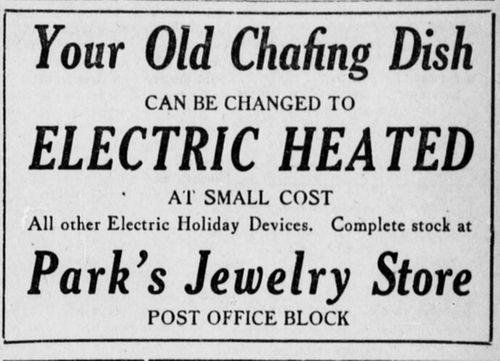 Your Old Chafing Dish
CAN BE CHANGED TO
ELECTRIC HEATED
AT SMALL COST
All other Electric Holiday Devices. Complete stock at
Park's Jewelry Store
POST OFFICE BLOCK